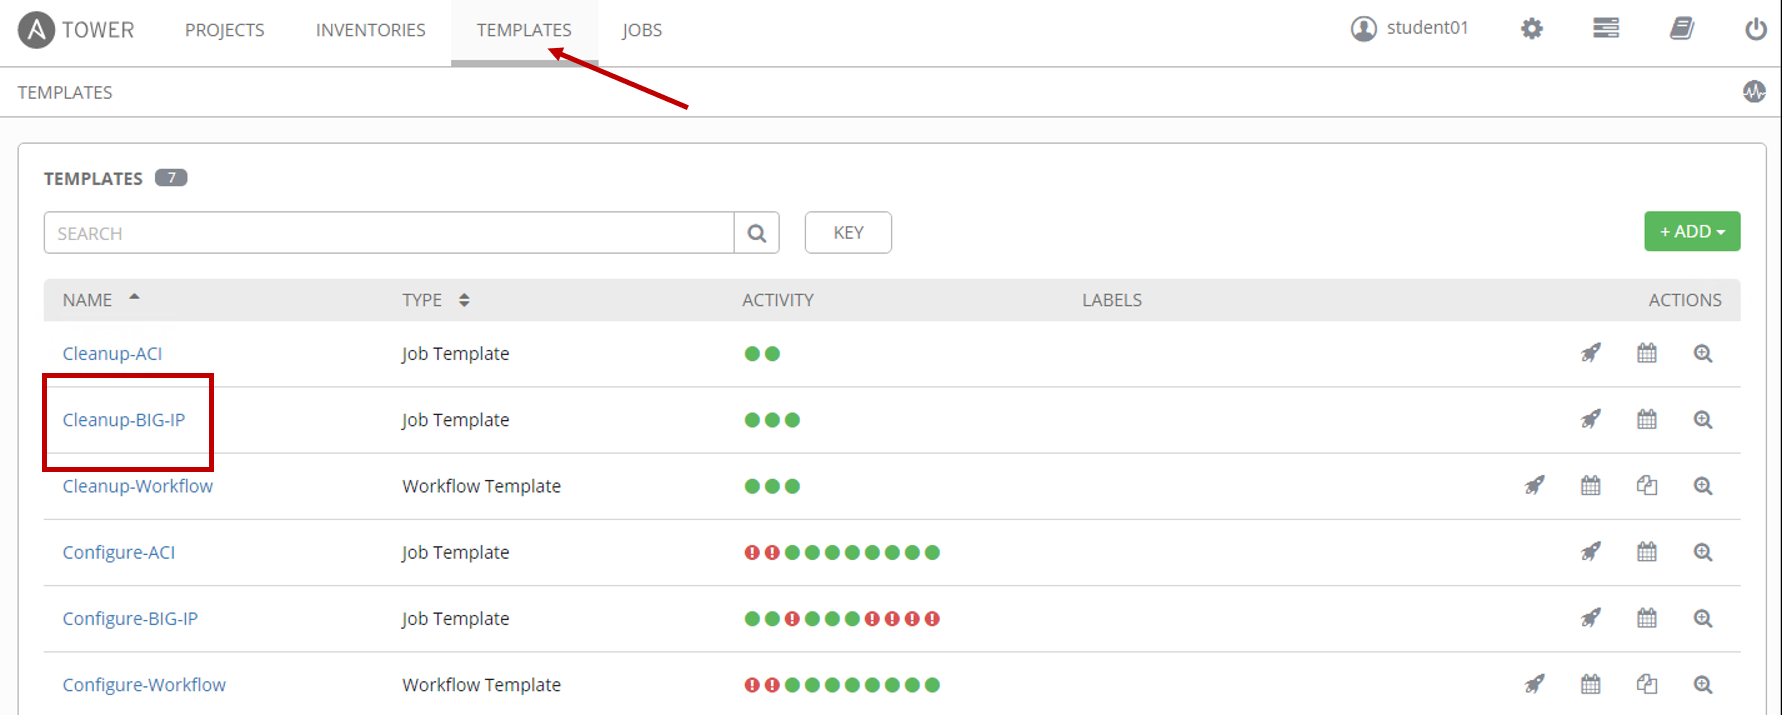 TOWER PROJECTS INVENTORIES TEMPLATES JOBS student01
TEMPLATES
TEMPLATES 7
SEARCH KEY + ADD
NAME TYPE ACTIVITY LABELS ACTIONS
Cleanup-ACI Job Template
Cleanup-BIG-IP Job Template
Cleanup-Workflow Workflow Template
Configure-ACI Job Template
Configure-BIG-IP Job Template
Configure-Workflow Workflow Template